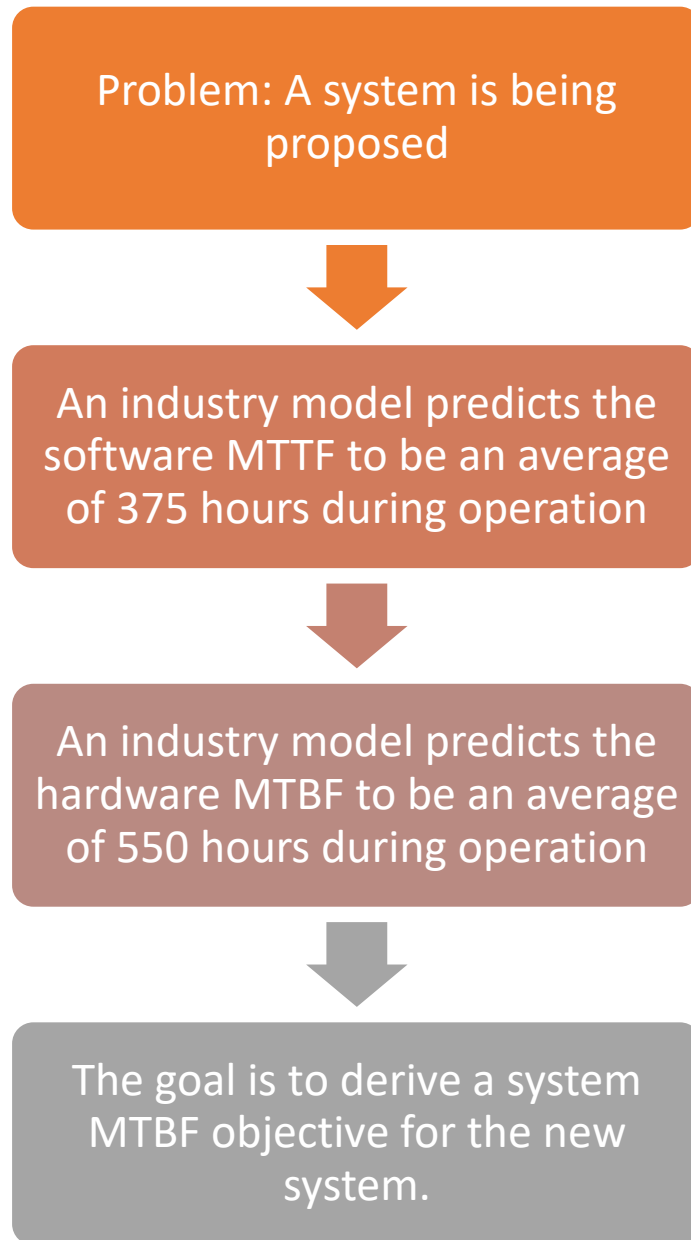 Problem: A system is being
proposed
An industry model predicts the
software MTTF to be an average
of 375 hours during operation
An industry model predicts the
hardware MTBF to be an average
of 550 hours during operation
The goal is to derive a system
MTBF objective for the new
system.